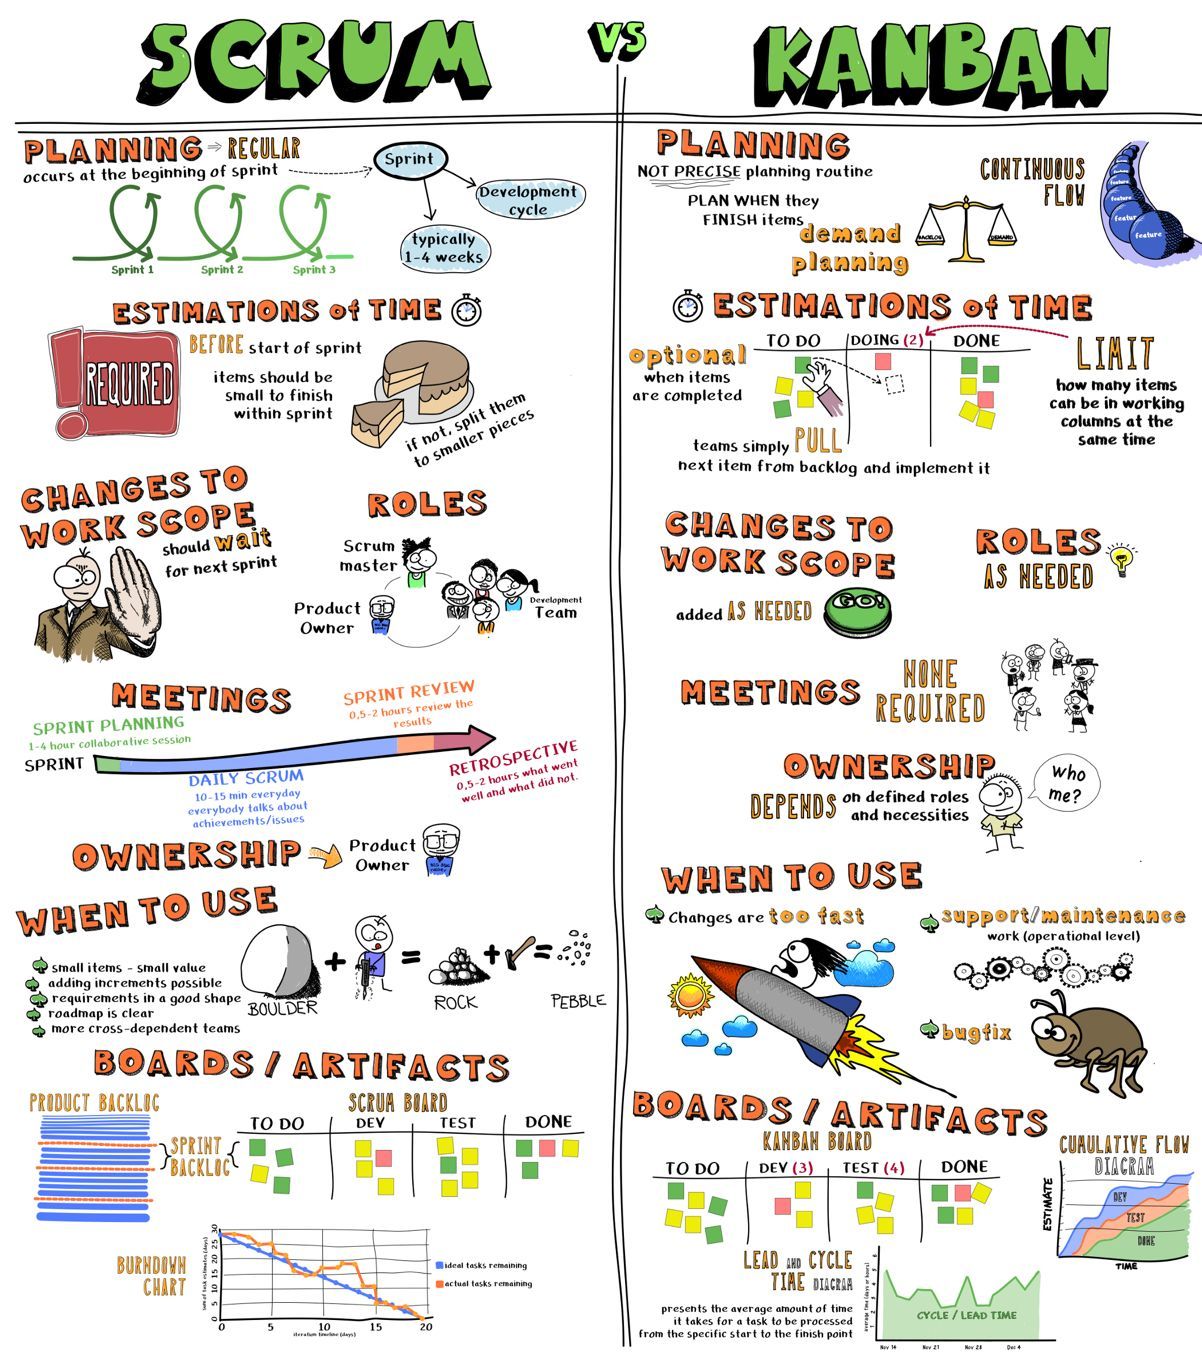 SCRUM
VS
KANBAN
PLANNING
REGULAR
occurs at the beginning of sprint
Sprint
Development
cycle
typically
1-4 weeks
Sprint 1
Sprint 2
Sprint 3
ESTIMATIONS of TIME
REQUIRED
BEFORE start of sprint
items should be
small to finish
within sprint
if not, split them
to smaller pieces
CHANGES TO
WORK SCOPE
should wait
for next sprint
ROLES
Scrum
master
Product
Owner
Development
Team
MEETINGS
SPRINT PLANNING
1-4 hour collaborative session
SPRINT REVIEW
0,5-2 hours review the
results
SPRINT
DAILY SCRUM
10-15 min everyday
everybody talks about
achievements/issues
RETROSPECTIVE
0,5-2 hours what went
well and what did not.
OWNERSHIP
Product
Owner
WHEN TO USE
small items - small value
adding increments possible
requirements in a good shape
roadmap is clear
more cross-dependent teams
BOULDER
+
=
ROCK
+
=
PEBBLE
BOARDS / ARTIFACTS
PRODUCT BACKLOG
SPRINT
BACKLOG
SCRUM BOARD
TO DO
DEV
TEST
DONE
BURNDOWN
CHART
sum of task estimates (days)
30
25
20
15
10
5
0
5
10
15
20
iteration timeline (days)
ideal tasks remaining
actual tasks remaining
PLANNING
NOT PRECISE planning routine
PLAN WHEN they
FINISH items
demand
planning
BACKLOG
DEMAND
CONTINUOUS
FLOW
feature
feature
feature
feature
ESTIMATIONS of TIME
optional
when items
are completed
TO DO
DOING (2)
DONE
LIMIT
how many items
can be in working
columns at the
same time
teams simply PULL
next item from backlog and implement it
CHANGES TO
WORK SCOPE
added AS NEEDED
GO!
ROLES
AS NEEDED
MEETINGS
NONE
REQUIRED
OWNERSHIP
DEPENDS on defined roles
and necessities
Who
me?
WHEN TO USE
Changes are too fast
support/maintenance
work (operational level)
bugfix
BOARDS / ARTIFACTS
KANBAN BOARD
TO DO
DEV (3)
TEST (4)
DONE
CUMULATIVE FLOW
DIAGRAM
ESTIMATE
DEV
TEST
DONE
TIME
LEAD AND CYCLE
TIME DIAGRAM
presents the average amount of time
it takes for a task to be processed
from the specific start to the finish point
average time (days or hours)
CYCLE / LEAD TIME
Nov 14
Nov 21
Nov 28
Dec 4